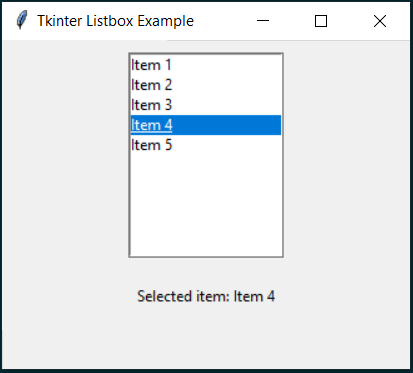 Tkinter Listbox Example
Item 1
Item 2
Item 3
Item 4
Item 5
Selected item: Item 4